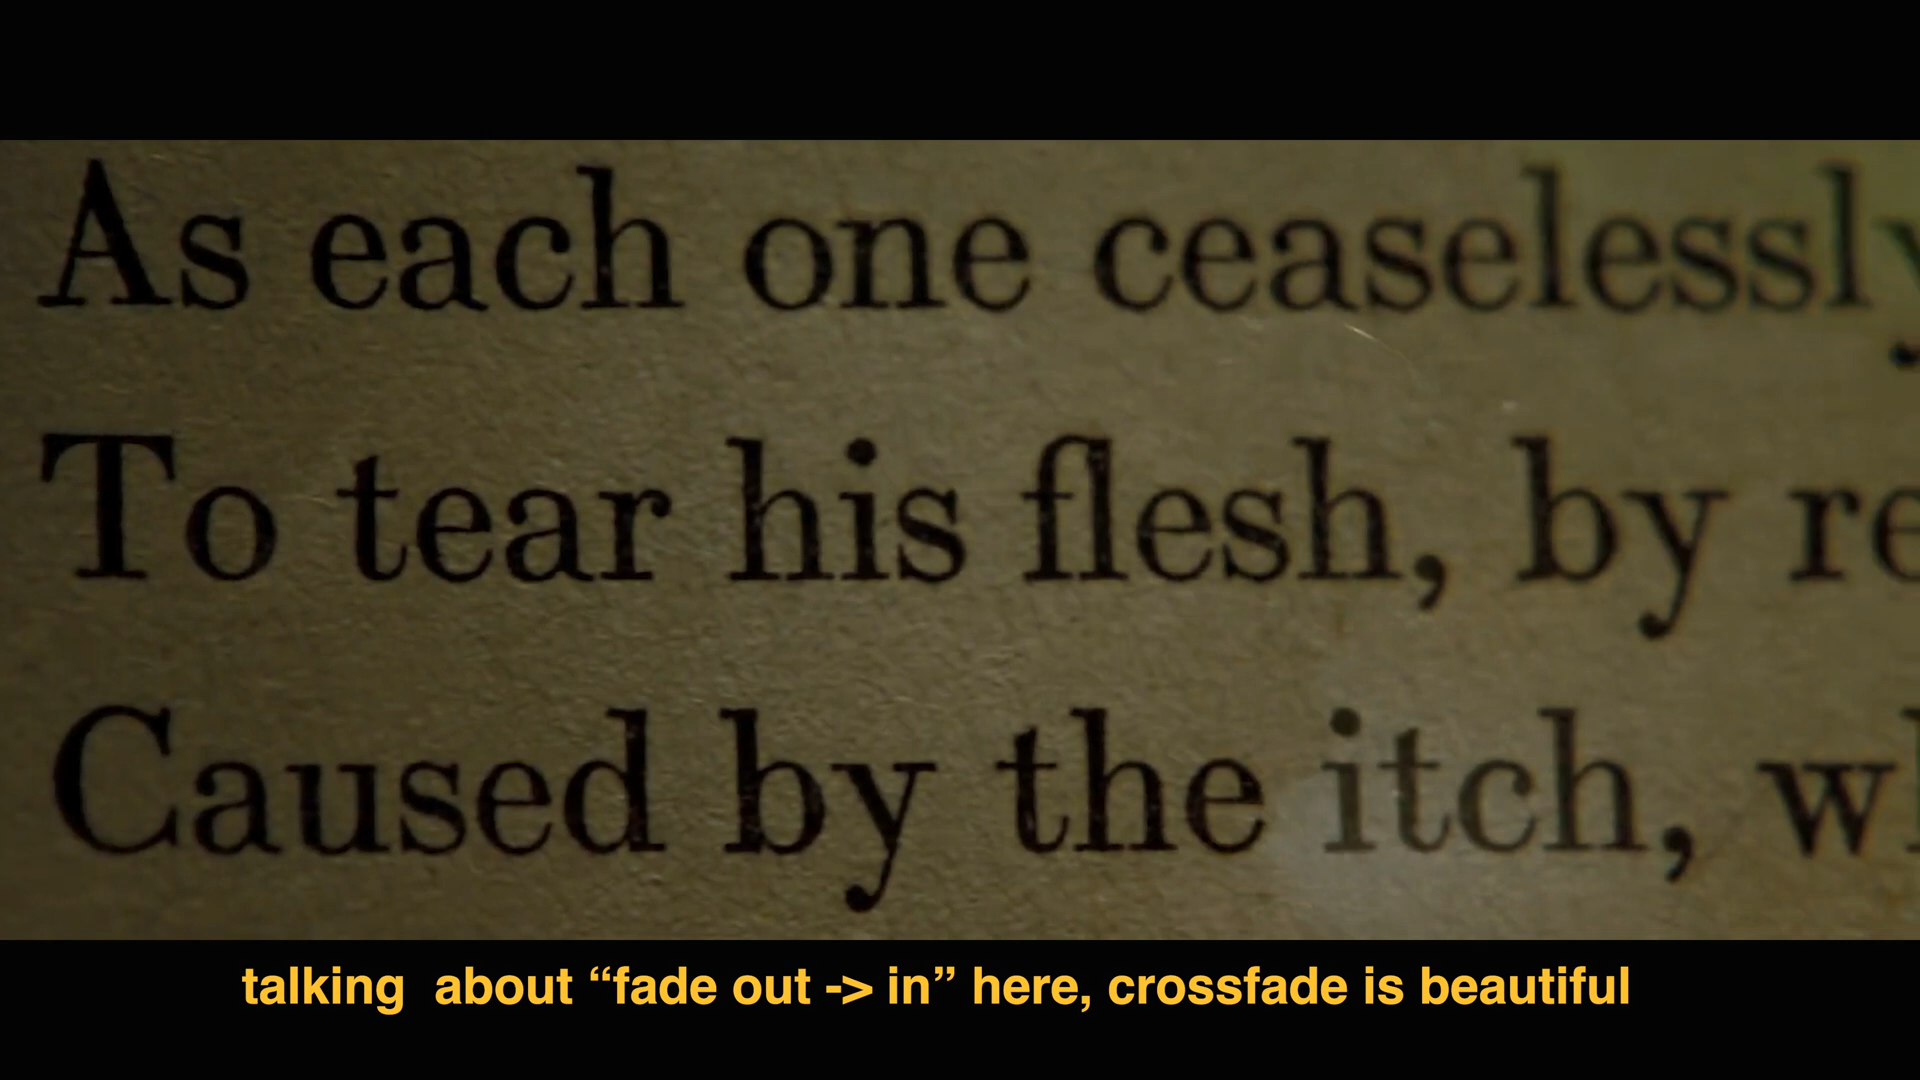 As each one ceaselessly
To tear his flesh, by re
Caused by the itch, w
talking  about “fade out -> in” here, crossfade is beautiful